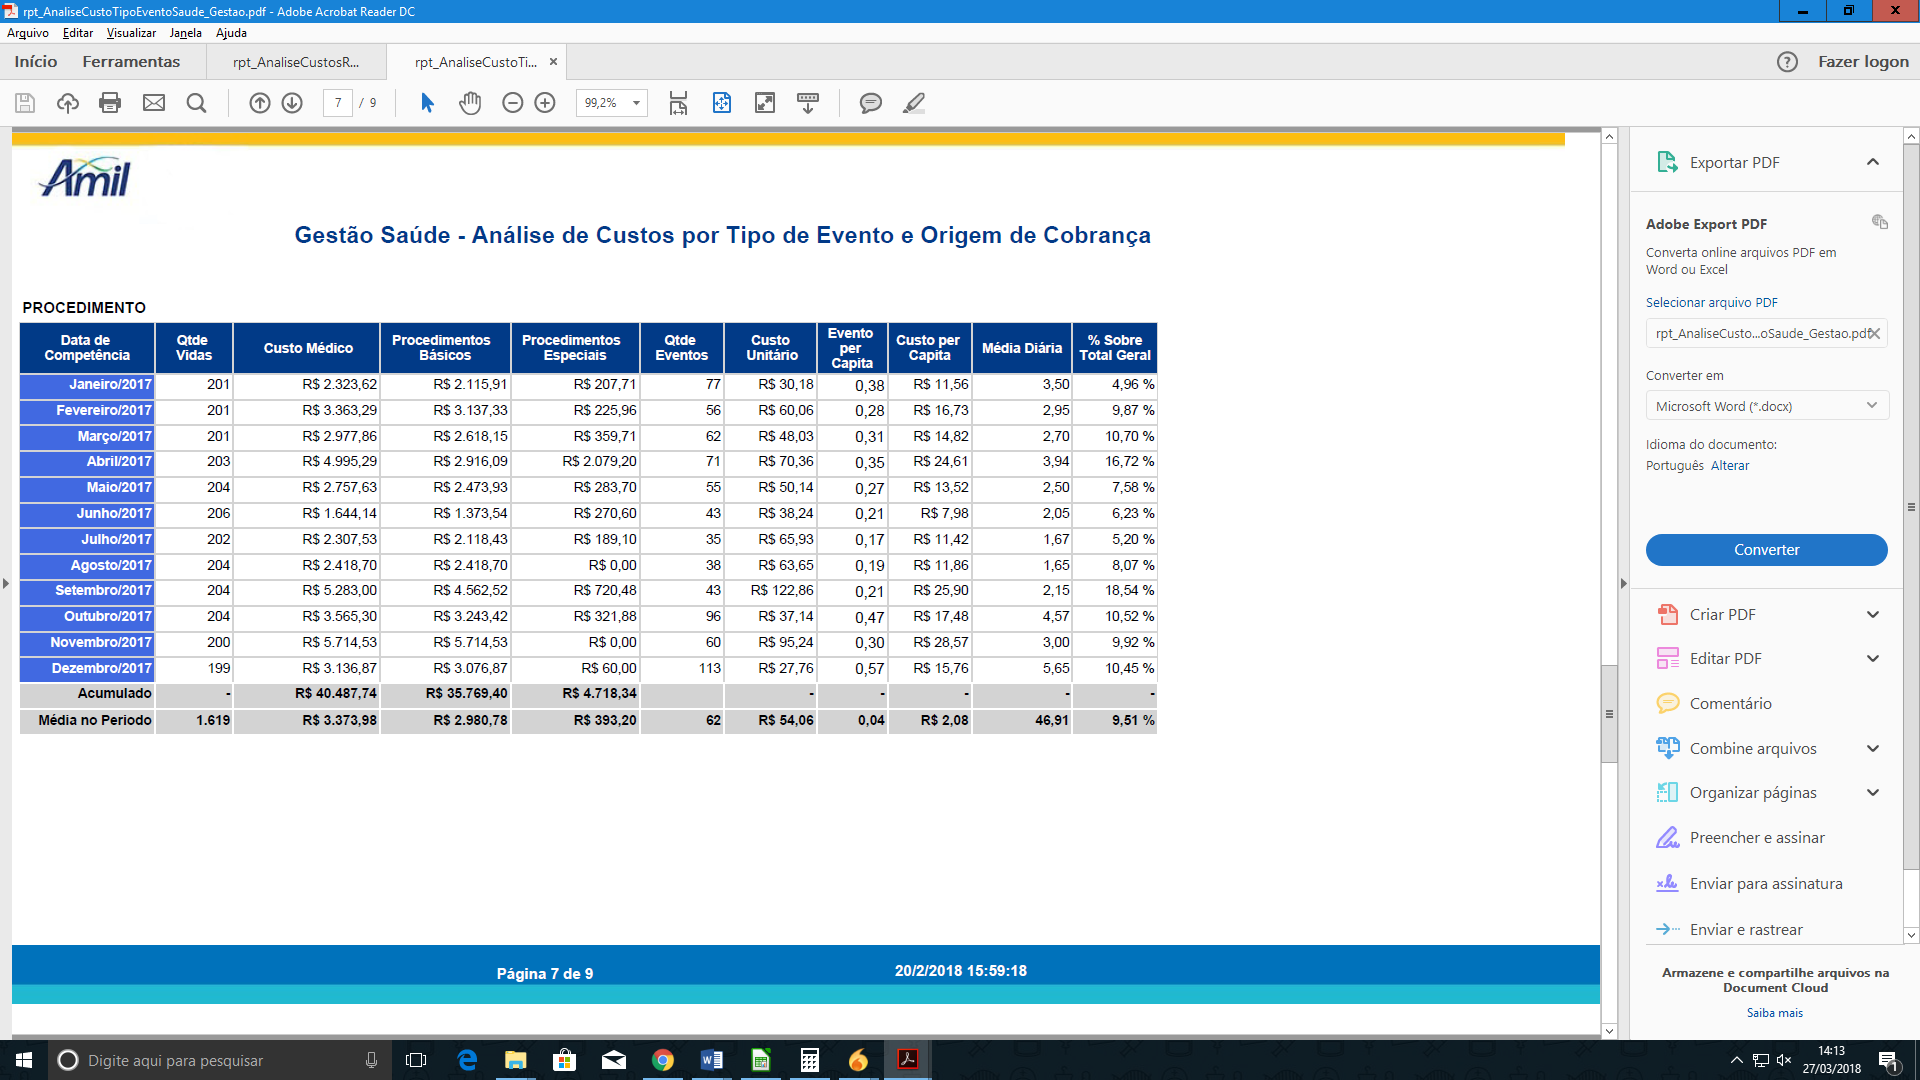 rpt_AnaliseCustoTipoEventoSaude_Gestao.pdf - Adobe Acrobat Reader DC
Arquivo Editar Visualizar Janela Ajuda
Início Ferramentas rpt_AnaliseCustosR... rpt_AnaliseCustoTi... × ? Fazer logon
7 / 9 99,2%
Amil
Gestão Saúde - Análise de Custos por Tipo de Evento e Origem de Cobrança
PROCEDIMENTO
Data de Competência Qtde Vidas Custo Médico Procedimentos Básicos Procedimentos Especiais Qtde Eventos Custo Unitário Evento per Capita Custo per Capita Média Diária % Sobre Total Geral
Janeiro/2017 201 R$ 2.323,62 R$ 2.115,91 R$ 207,71 77 R$ 30,18 0,38 R$ 11,56 3,50 4,96 %
Fevereiro/2017 201 R$ 3.363,29 R$ 3.137,33 R$ 225,96 56 R$ 60,06 0,28 R$ 16,73 2,95 9,87 %
Março/2017 201 R$ 2.977,86 R$ 2.618,15 R$ 359,71 62 R$ 48,03 0,31 R$ 14,82 2,70 10,70 %
Abril/2017 203 R$ 4.995,29 R$ 2.916,09 R$ 2.079,20 71 R$ 70,36 0,35 R$ 24,61 3,94 16,72 %
Maio/2017 204 R$ 2.757,63 R$ 2.473,93 R$ 283,70 55 R$ 50,14 0,27 R$ 13,52 2,50 7,58 %
Junho/2017 206 R$ 1.644,14 R$ 1.373,54 R$ 270,60 43 R$ 38,24 0,21 R$ 7,98 2,05 6,23 %
Julho/2017 202 R$ 2.307,53 R$ 2.118,43 R$ 189,10 35 R$ 65,93 0,17 R$ 11,42 1,67 5,20 %
Agosto/2017 204 R$ 2.418,70 R$ 2.418,70 R$ 0,00 38 R$ 63,65 0,19 R$ 11,86 1,65 8,07 %
Setembro/2017 204 R$ 5.283,00 R$ 4.562,52 R$ 720,48 43 R$ 122,86 0,21 R$ 25,90 2,15 18,54 %
Outubro/2017 204 R$ 3.565,30 R$ 3.243,42 R$ 321,88 96 R$ 37,14 0,47 R$ 17,48 4,57 10,52 %
Novembro/2017 200 R$ 5.714,53 R$ 5.714,53 R$ 0,00 60 R$ 95,24 0,30 R$ 28,57 3,00 9,92 %
Dezembro/2017 199 R$ 3.136,87 R$ 3.076,87 R$ 60,00 113 R$ 27,76 0,57 R$ 15,76 5,65 10,45 %
Acumulado - R$ 40.487,74 R$ 35.769,40 R$ 4.718,34 - - - - -
Média no Periodo 1.619 R$ 3.373,98 R$ 2.980,78 R$ 393,20 62 R$ 54,06 0,04 R$ 2,08 46,91 9,51 %
Página 7 de 9 20/2/2018 15:59:18
Exportar PDF
Adobe Export PDF
Converta online arquivos PDF em
Word ou Excel
Selecionar arquivo PDF
rpt_AnaliseCusto...oSaude_Gestao.pdf
Converter em
Microsoft Word (*.docx)
Idioma do documento:
Português Alterar
Converter
Criar PDF
Editar PDF
Comentário
Combine arquivos
Organizar páginas
Preencher e assinar
Enviar para assinatura
Enviar e rastrear
Armazene e compartilhe arquivos na
Document Cloud
Saiba mais
Digite aqui para pesquisar
14:13
27/03/2018
1